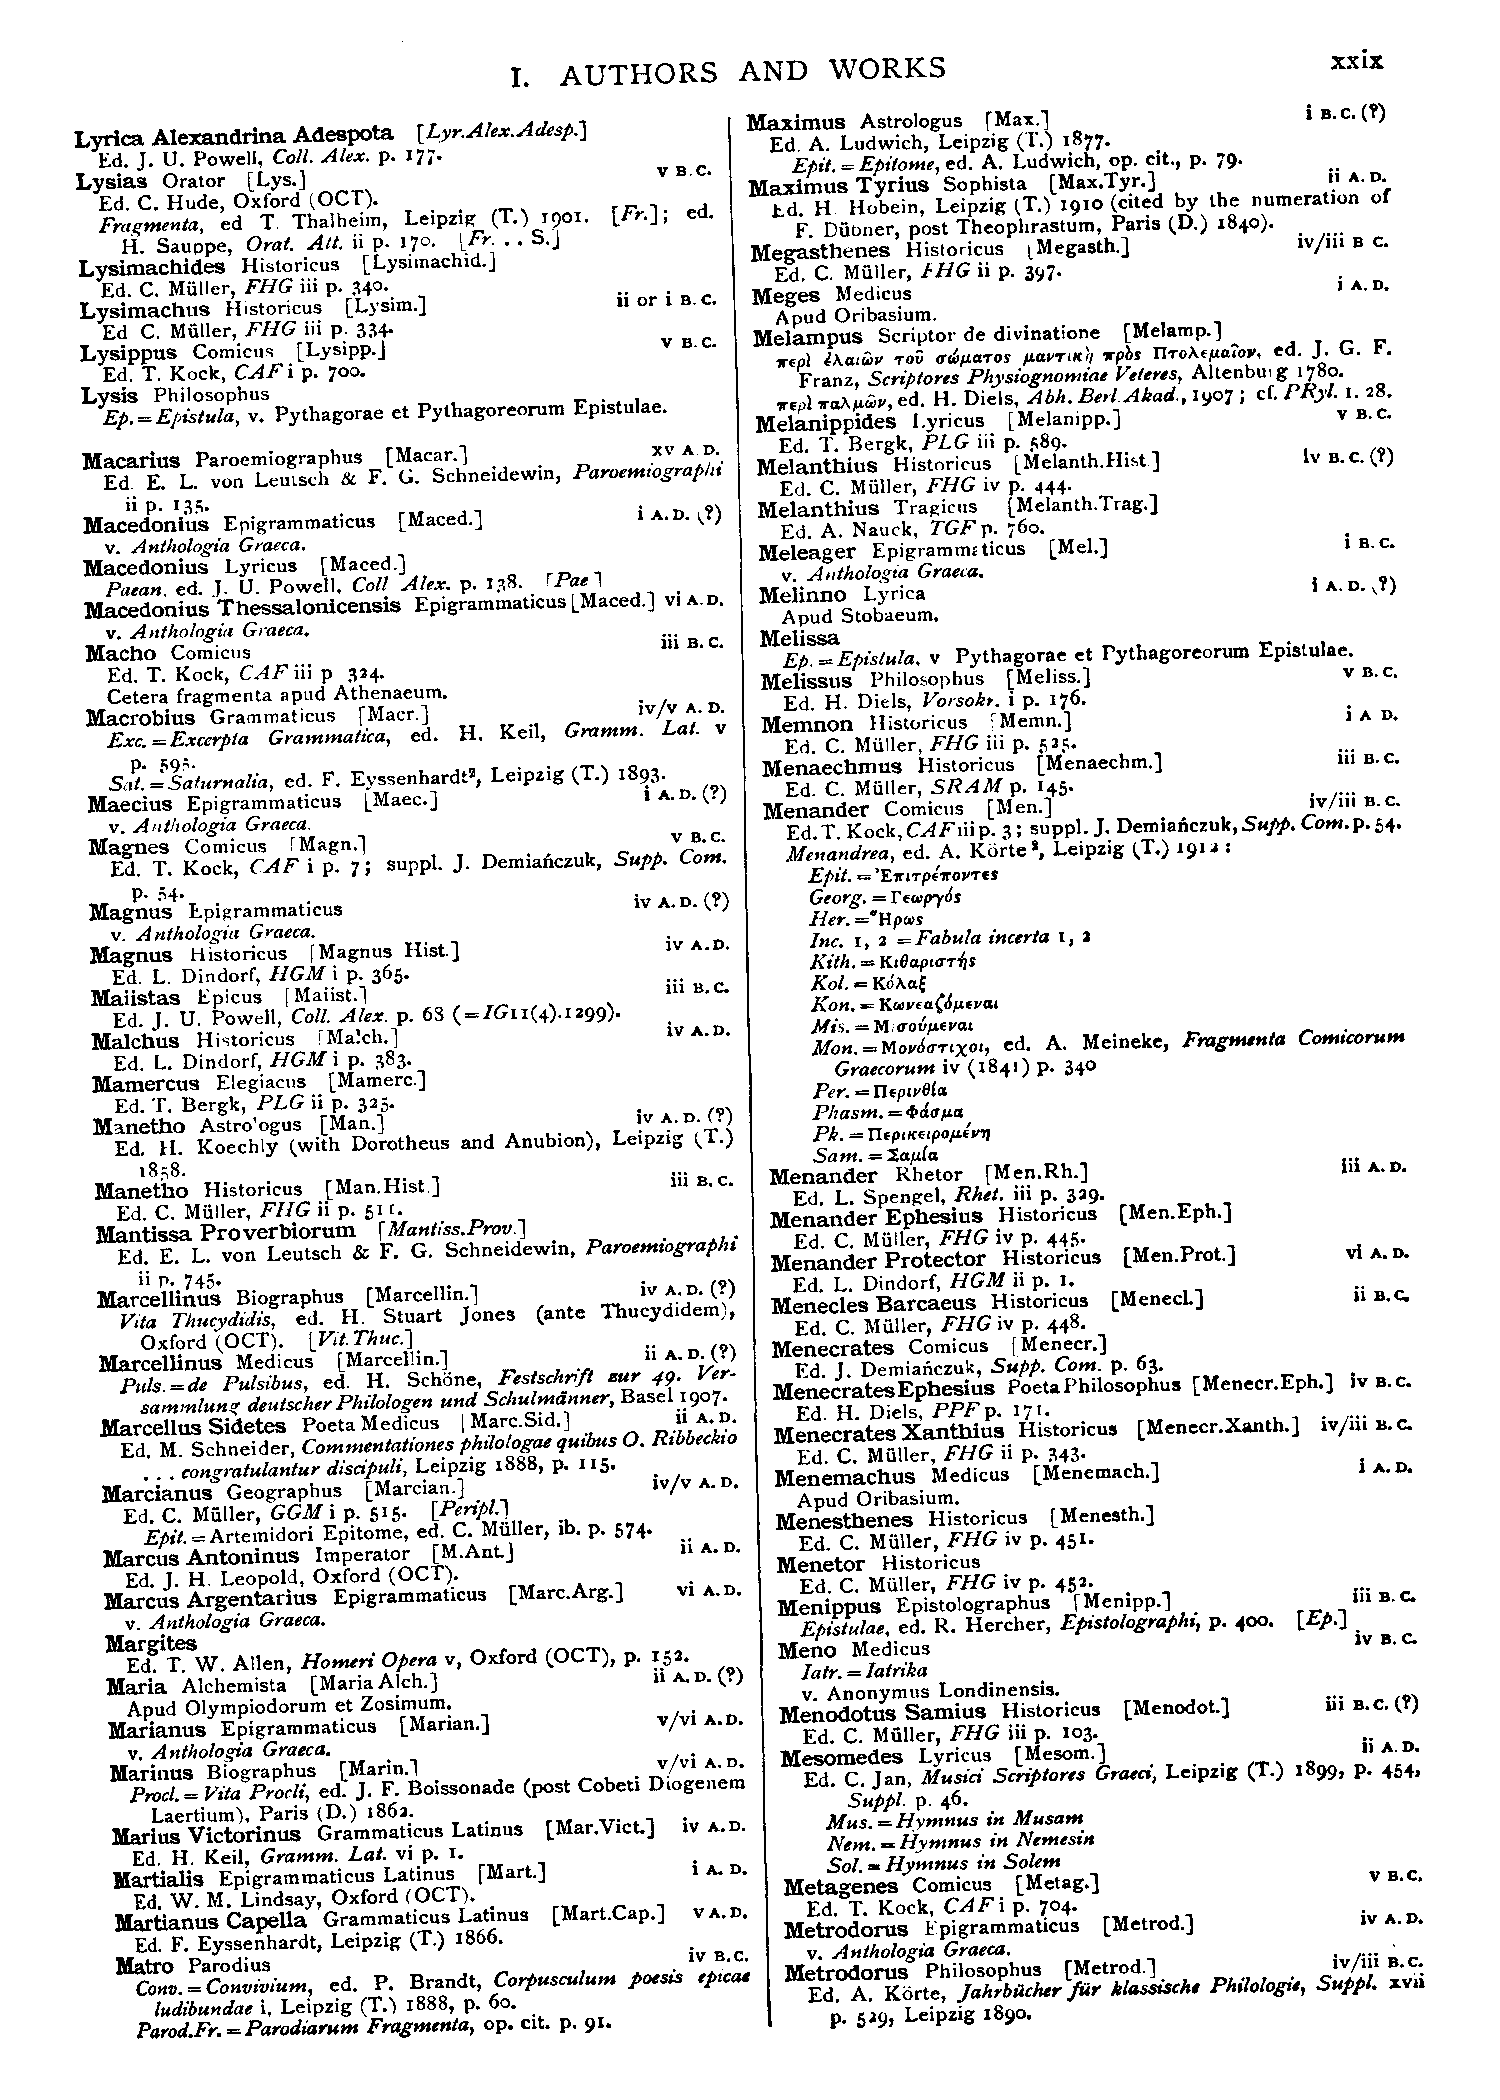 I. AUTHORS AND WORKS
xxix
Lyrica Alexandrina Adespota [Lyr.Alex.Adesp.]
Ed. J. U. Powell, Coll. Alex. p. 177.
Lysias Orator [Lys.] v B.C.
Ed. C. Hude, Oxford (OCT).
Fragmenta, ed T. Thalheim, Leipzig (T.) 1901. [Fr.]; ed.
H. Sauppe, Orat. Att. ii p. 170. [Fr. . . S.]
Lysimachides Historicus [Lysimachid.]
Ed. C. Müller, FHG iii p. 340.
Lysimachus Historicus [Lysim.] ii or i B.C.
Ed C. Müller, FHG iii p. 334.
Lysippus Comicus [Lysipp.] v B.C.
Ed. T. Kock, CAF i p. 700.
Lysis Philosophus
Ep. = Epistula, v. Pythagorae et Pythagoreorum Epistulae.
Macarius Paroemiographus [Macar.] xv A.D.
Ed. E. L. von Leutsch & F. G. Schneidewin, Paroemiographi
ii p. 135.
Macedonius Epigrammaticus [Maced.] i A.D. (?)
v. Anthologia Graeca.
Macedonius Lyricus [Maced.]
Paean, ed. J. U. Powell, Coll Alex. p. 138. [Pae]
Macedonius Thessalonicensis Epigrammaticus [Maced.] vi A.D.
v. Anthologia Graeca.
Macho Comicus iii B.C.
Ed. T. Kock, CAF iii p 324.
Cetera fragmenta apud Athenaeum.
Macrobius Grammaticus [Macr.] iv/v A.D.
Exc. = Excerpta Grammatica, ed. H. Keil, Gramm. Lat. v
p. 595.
Sat. = Saturnalia, ed. F. Eyssenhardt², Leipzig (T.) 1893.
Maecius Epigrammaticus [Maec.] i A.D. (?)
v. Anthologia Graeca.
Magnes Comicus [Magn.] v B.C.
Ed. T. Kock, CAF i p. 7; suppl. J. Demiańczuk, Supp. Com.
p. 54.
Magnus Epigrammaticus iv A.D. (?)
v. Anthologia Graeca.
Magnus Historicus [Magnus Hist.] iv A.D.
Ed. L. Dindorf, HGM i p. 365.
Maiistas Epicus [Maiist.] iii B.C.
Ed. J. U. Powell, Coll. Alex. p. 68 (=IG11(4).1299).
Malchus Historicus [Malch.] iv A.D.
Ed. L. Dindorf, HGM i p. 383.
Mamercus Elegiacus [Mamerc.]
Ed. T. Bergk, PLG ii p. 325.
Manetho Astrologus [Man.] iv A.D. (?)
Ed. H. Koechly (with Dorotheus and Anubion), Leipzig (T.)
1858.
Manetho Historicus [Man.Hist.] iii B.C.
Ed. C. Müller, FHG ii p. 511.
Mantissa Proverbiorum [Mantiss.Prov.]
Ed. E. L. von Leutsch & F. G. Schneidewin, Paroemiographi
ii p. 745.
Marcellinus Biographus [Marcellin.] iv A.D. (?)
Vita Thucydidis, ed. H. Stuart Jones (ante Thucydidem),
Oxford (OCT). [Vit.Thuc.]
Marcellinus Medicus [Marcellin.] ii A.D. (?)
Puls. = de Pulsibus, ed. H. Schöne, Festschrift zur 49. Ver-
sammlung deutscher Philologen und Schulmänner, Basel 1907.
Marcellus Sidetes Poeta Medicus [Marc.Sid.] ii A.D.
Ed. M. Schneider, Commentationes philologae quibus O. Ribbeckio
. . . congratulantur discipuli, Leipzig 1888, p. 115.
Marcianus Geographus [Marcian.] iv/v A.D.
Ed. C. Müller, GGM i p. 515. [Peripl.]
Epit. = Artemidori Epitome, ed. C. Müller, ib. p. 574.
Marcus Antoninus Imperator [M.Ant.] ii A.D.
Ed. J. H. Leopold, Oxford (OCT).
Marcus Argentarius Epigrammaticus [Marc.Arg.] vi A.D.
v. Anthologia Graeca.
Margites
Ed. T. W. Allen, Homeri Opera v, Oxford (OCT), p. 152.
Maria Alchemista [Maria Alch.] ii A.D. (?)
Apud Olympiodorum et Zosimum.
Marianus Epigrammaticus [Marian.] v/vi A.D.
v. Anthologia Graeca.
Marinus Biographus [Marin.] v/vi A.D.
Procl. = Vita Procli, ed. J. F. Boissonade (post Cobeti Diogenem
Laertium), Paris (D.) 1862.
Marius Victorinus Grammaticus Latinus [Mar.Vict.] iv A.D.
Ed. H. Keil, Gramm. Lat. vi p. 1.
Martialis Epigrammaticus Latinus [Mart.] i A.D.
Ed. W. M. Lindsay, Oxford (OCT).
Martianus Capella Grammaticus Latinus [Mart.Cap.] v A.D.
Ed. F. Eyssenhardt, Leipzig (T.) 1866.
Matro Parodius iv B.C.
Conv. = Convivium, ed. P. Brandt, Corpusculum poesis epicae
ludibundae i, Leipzig (T.) 1888, p. 60.
Parod.Fr. = Parodiarum Fragmenta, op. cit. p. 91.
Maximus Astrologus [Max.] i B.C. (?)
Ed. A. Ludwich, Leipzig (T.) 1877.
Epit. = Epitome, ed. A. Ludwich, op. cit., p. 79.
Maximus Tyrius Sophista [Max.Tyr.] ii A.D.
Ed. H. Hobein, Leipzig (T.) 1910 (cited by the numeration of
F. Dübner, post Theophrastum, Paris (D.) 1840).
Megasthenes Historicus [Megasth.] iv/iii B C.
Ed. C. Müller, FHG ii p. 397.
Meges Medicus i A.D.
Apud Oribasium.
Melampus Scriptor de divinatione [Melamp.]
περὶ ἐλαιῶν τοῦ σώματος μαντικὴ πρὸς Πτολεμαῖον, ed. J. G. F.
Franz, Scriptores Physiognomiae Veteres, Altenburg 1780.
περὶ παλμῶν, ed. H. Diels, Abh. Berl. Akad., 1907; cf. PRyl. 1. 28.
Melanippides Lyricus [Melanipp.] v B.C.
Ed. T. Bergk, PLG iii p. 589.
Melanthius Historicus [Melanth.Hist] iv B.C. (?)
Ed. C. Müller, FHG iv p. 444.
Melanthius Tragicus [Melanth.Trag.]
Ed. A. Nauck, TGF p. 760.
Meleager Epigrammaticus [Mel.] i B.C.
v. Anthologia Graeca.
Melinno Lyrica i A.D. (?)
Apud Stobaeum.
Melissa
Ep. = Epistula, v Pythagorae et Pythagoreorum Epistulae.
Melissus Philosophus [Meliss.] v B.C.
Ed. H. Diels, Vorsokr. i p. 176.
Memnon Historicus [Memn.] i A D.
Ed. C. Müller, FHG iii p. 525.
Menaechmus Historicus [Menaechm.] iii B.C.
Ed. C. Müller, SRAM p. 145.
Menander Comicus [Men.] iv/iii B.C.
Ed. T. Kock, CAF iii p. 3; suppl. J. Demiańczuk, Supp. Com. p. 54.
Menandrea, ed. A. Körte², Leipzig (T.) 1912:
Epit. = Ἐπιτρέποντες
Georg. = Γεωργός
Her. = Ἥρως
Inc. 1, 2 = Fabula incerta 1, 2
Kith. = Κιθαριστής
Kol. = Κόλαξ
Kon. = Κωνεαζόμεναι
Mis. = Μισούμεναι
Mon. = Μονόστιχοι, ed. A. Meineke, Fragmenta Comicorum
Graecorum iv (1841) p. 340
Per. = Περινθία
Phasm. = Φάσμα
Pk. = Περικειρομένη
Sam. = Σαμία
Menander Rhetor [Men.Rh.] iii A.D.
Ed. L. Spengel, Rhet. iii p. 329.
Menander Ephesius Historicus [Men.Eph.]
Ed. C. Müller, FHG iv p. 445.
Menander Protector Historicus [Men.Prot.] vi A.D.
Ed. L. Dindorf, HGM ii p. 1.
Menecles Barcaeus Historicus [Menecl.] ii B.C.
Ed. C. Müller, FHG iv p. 448.
Menecrates Comicus [Menecr.]
Ed. J. Demiańczuk, Supp. Com. p. 63.
Menecrates Ephesius Poeta Philosophus [Menecr.Eph.] iv B.C.
Ed. H. Diels, PPF p. 171.
Menecrates Xanthius Historicus [Menecr.Xanth.] iv/iii B.C.
Ed. C. Müller, FHG ii p. 343.
Menemachus Medicus [Menemach.] i A.D.
Apud Oribasium.
Menesthenes Historicus [Menesth.]
Ed. C. Müller, FHG iv p. 451.
Menetor Historicus
Ed. C. Müller, FHG iv p. 452.
Menippus Epistolographus [Menipp.] iii B.C.
Epistulae, ed. R. Hercher, Epistolographi, p. 400. [Ep.]
Meno Medicus iv B.C.
Iatr. = Iatrika
v. Anonymus Londinensis.
Menodotus Samius Historicus [Menodot.] iii B.C. (?)
Ed. C. Müller, FHG iii p. 103.
Mesomedes Lyricus [Mesom.] ii A.D.
Ed. C. Jan, Musici Scriptores Graeci, Leipzig (T.) 1899, p. 454,
Suppl. p. 46.
Mus. = Hymnus in Musam
Nem. = Hymnus in Nemesin
Sol. = Hymnus in Solem
Metagenes Comicus [Metag.] v B.C.
Ed. T. Kock, CAF i p. 704.
Metrodorus Epigrammaticus [Metrod.] iv A.D.
v. Anthologia Graeca.
Metrodorus Philosophus [Metrod.] iv/iii B.C.
Ed. A. Körte, Jahrbücher für klassische Philologie, Suppl. xvii
p. 529, Leipzig 1890.